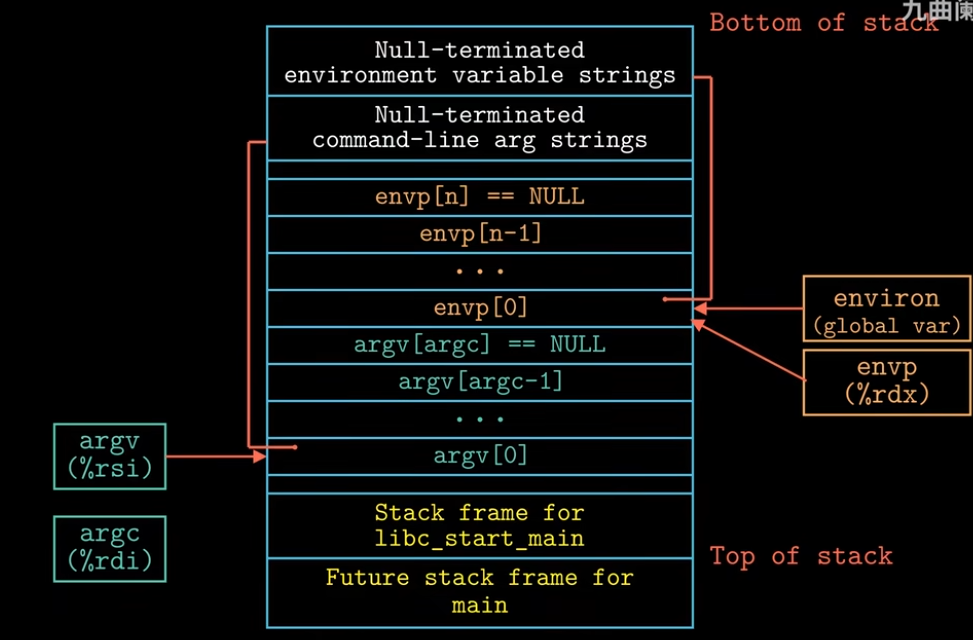 九曲阑
Bottom of stack
Null-terminated
environment variable strings
Null-terminated
command-line arg strings
envp[n] == NULL
envp[n-1]
...
envp[0]
environ
(global var)
argv[argc] == NULL
envp
(%rdx)
argv[argc-1]
...
argv
(%rsi)
argv[0]
argc
(%rdi)
Stack frame for
libc_start_main
Top of stack
Future stack frame for
main